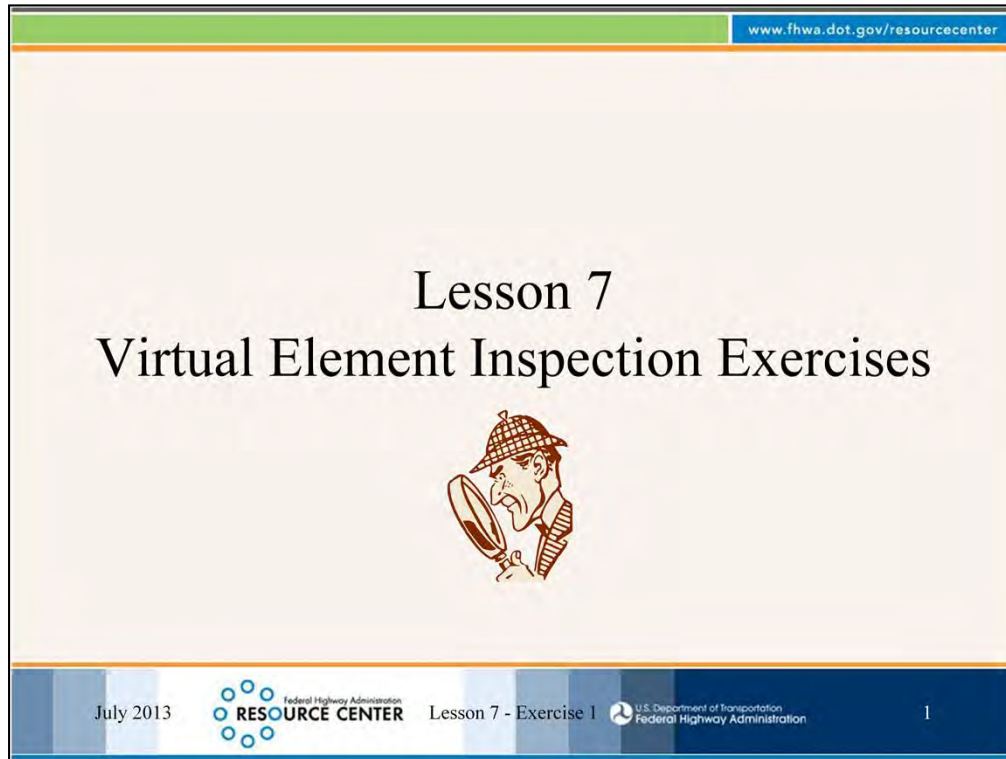 www.fhwa.dot.gov/resourcecenter
Lesson 7
Virtual Element Inspection Exercises
July 2013
Federal Highway Administration
RESOURCE CENTER
Lesson 7 - Exercise 1
U.S. Department of Transportation
Federal Highway Administration
1